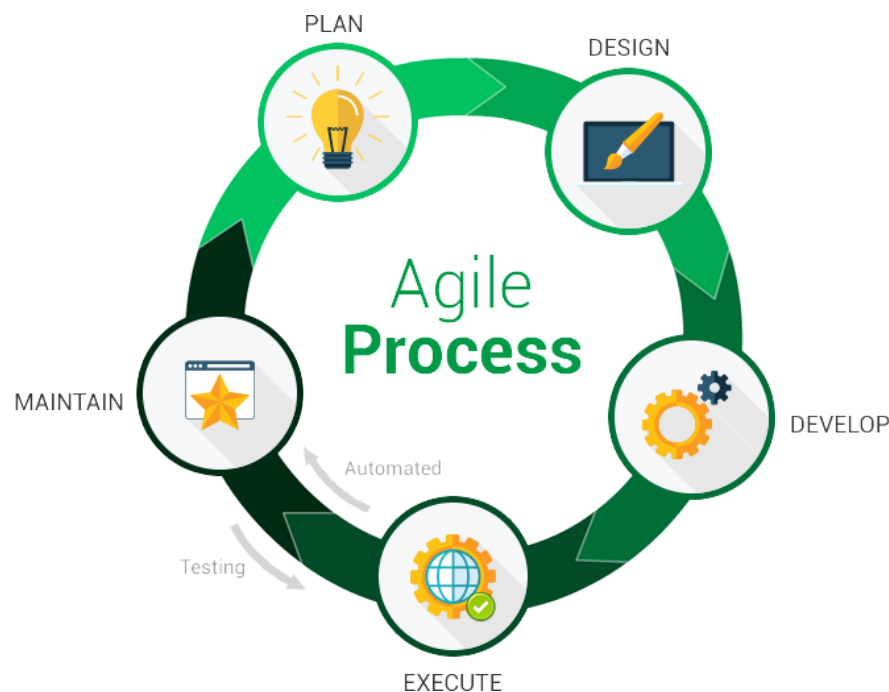 PLAN
DESIGN
Agile
Process
MAINTAIN
DEVELOP
Automated
Testing
EXECUTE